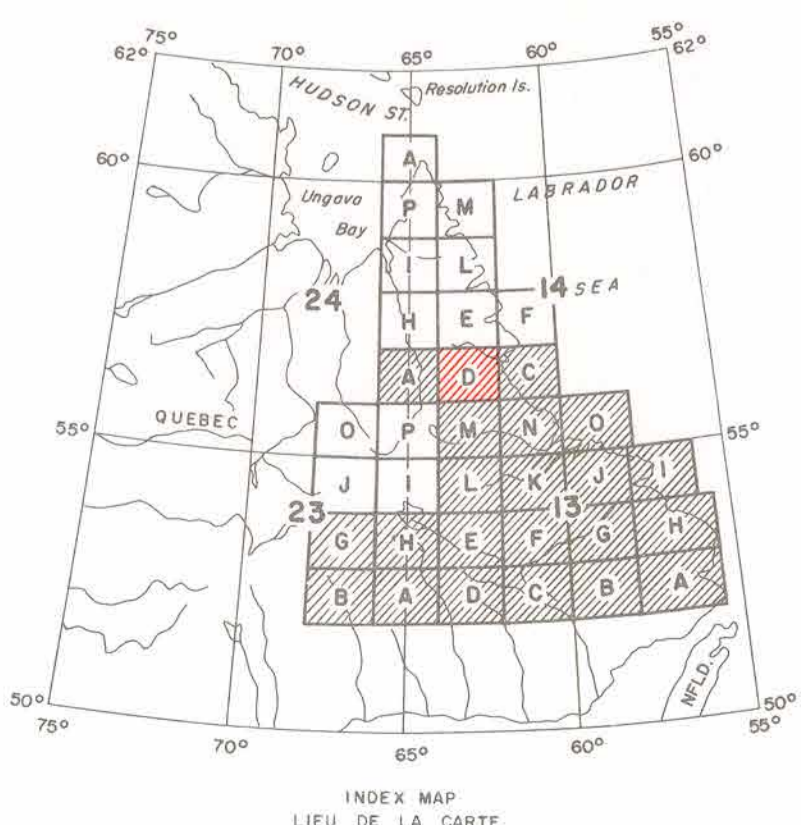 75° 70° 65° 60° 55°
62° 62°
HUDSON ST. Resolution Is.
60° 60°
A
Ungava LABRADOR
P M
Bay
I L
24 14 SEA
H E F
A D C
QUEBEC O P M N O
55° 55°
J I L K J I
23 13
G H E F G H
B A D C B A
NFLD.
50° 50°
75° 70° 65° 60° 55°
INDEX MAP
LIEU DE LA CARTE